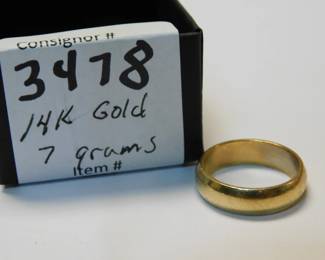 Consignor #
3478
14K Gold
7 grams
Item #